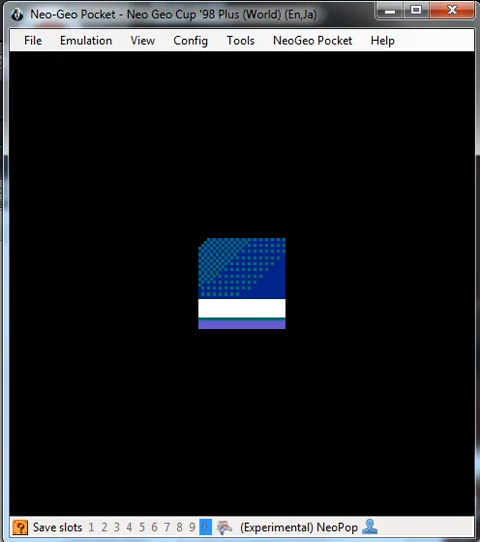 Neo-Geo Pocket - Neo Geo Cup '98 Plus (World) (En,Ja)
File Emulation View Config Tools NeoGeo Pocket Help
? Save slots 1 2 3 4 5 6 7 8 9 0 (Experimental) NeoPop